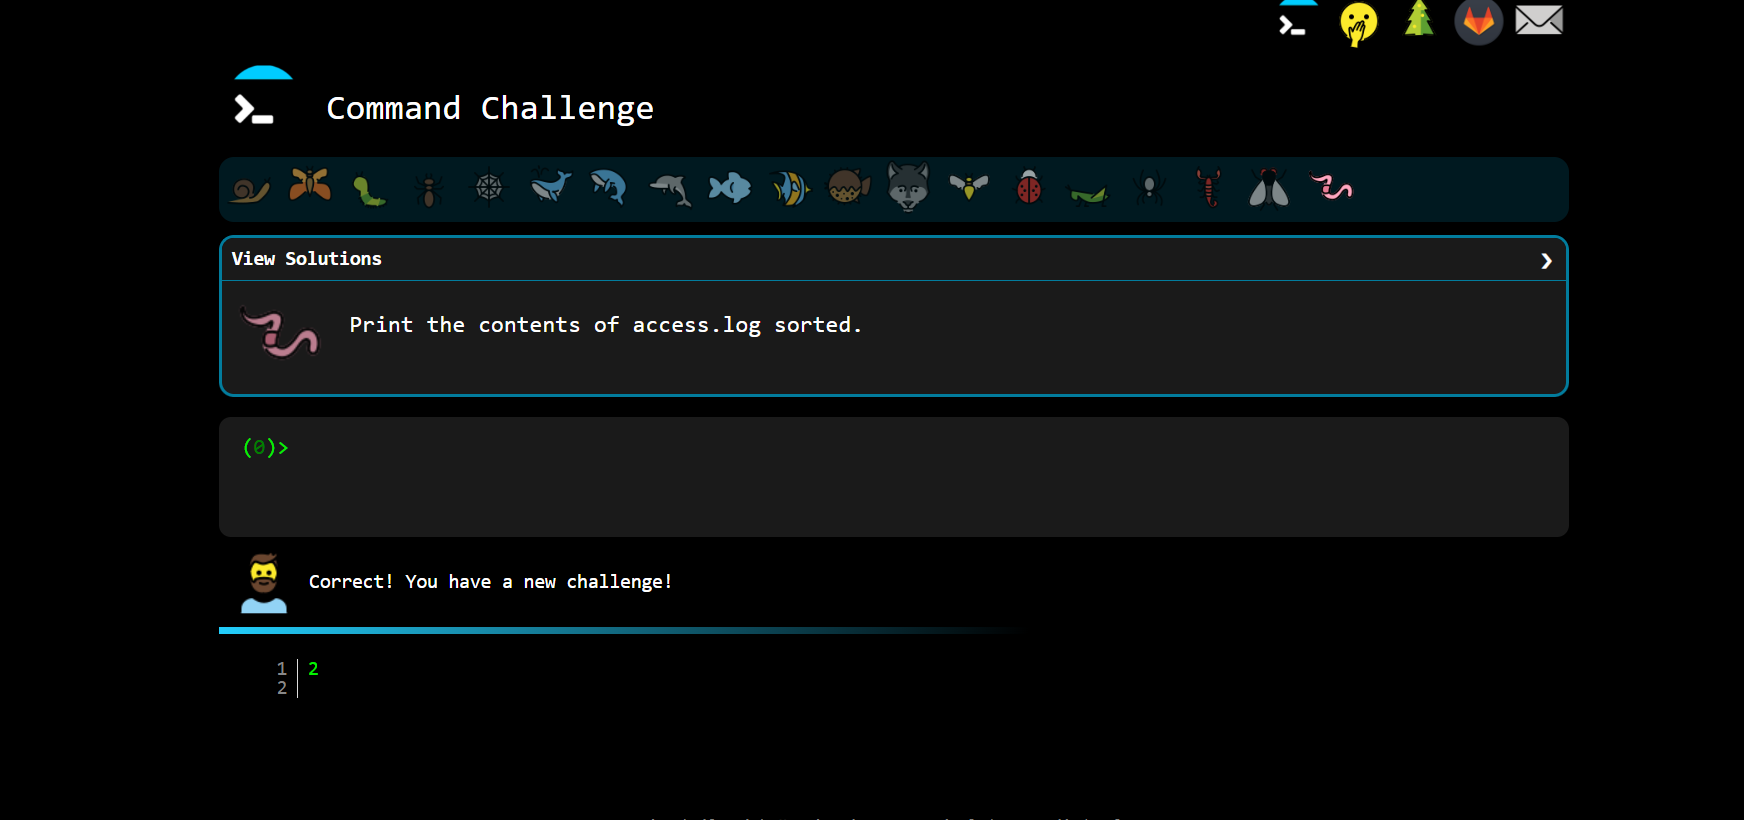 Command Challenge
View Solutions
Print the contents of access.log sorted.
(0)>
Correct! You have a new challenge!
1 2
2